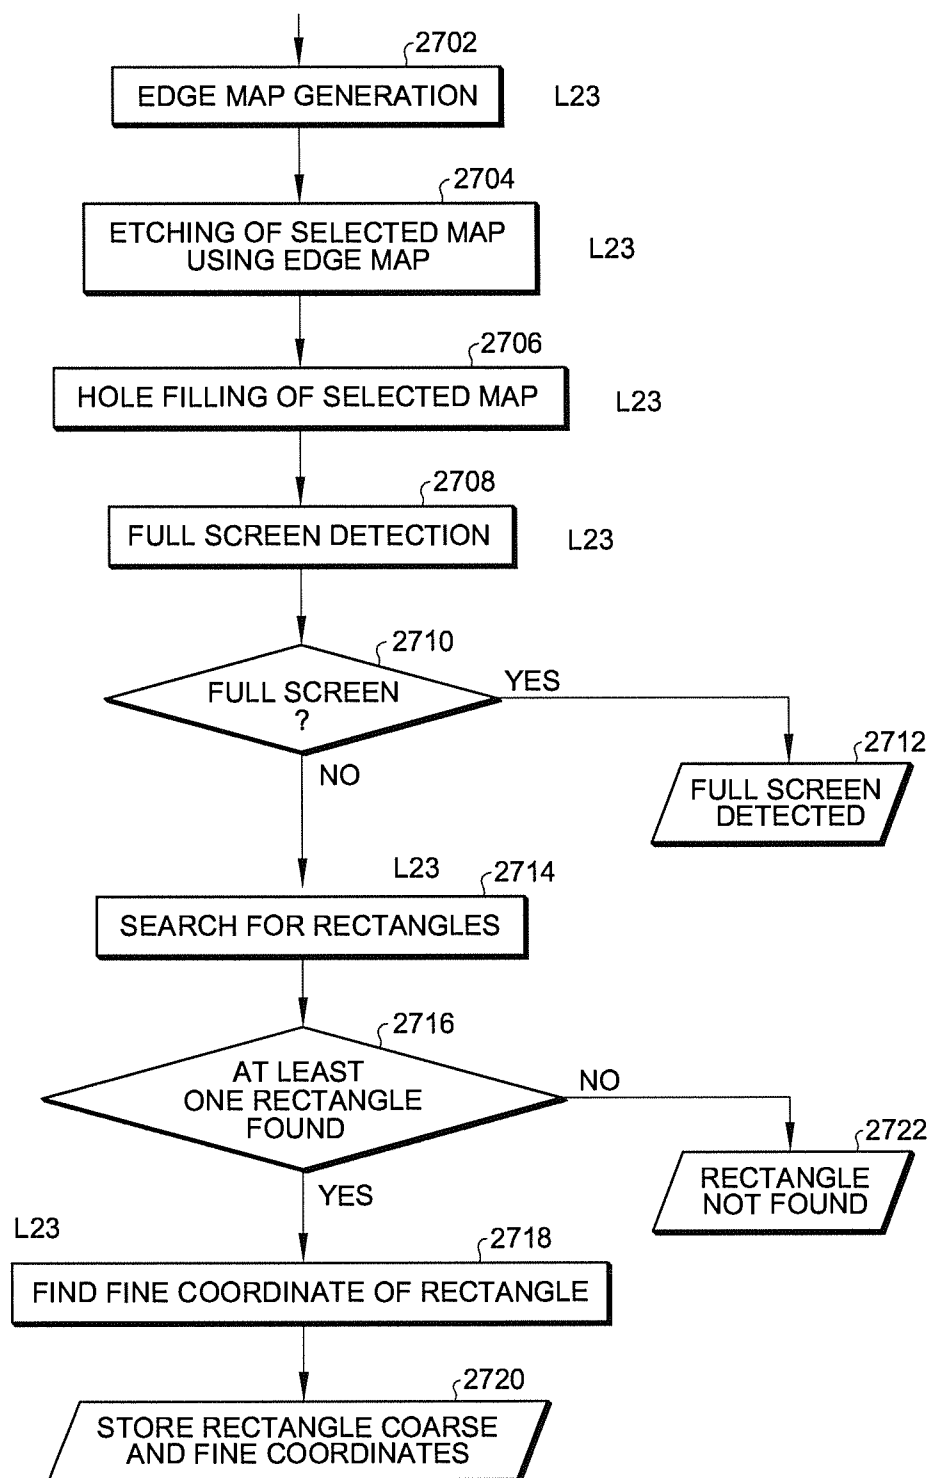 2702
EDGE MAP GENERATION
L23
2704
ETCHING OF SELECTED MAP
USING EDGE MAP
L23
2706
HOLE FILLING OF SELECTED MAP
L23
2708
FULL SCREEN DETECTION
L23
2710
FULL SCREEN
?
YES
NO
2712
FULL SCREEN
DETECTED
L23
2714
SEARCH FOR RECTANGLES
2716
AT LEAST
ONE RECTANGLE
FOUND
NO
YES
2722
RECTANGLE
NOT FOUND
L23
2718
FIND FINE COORDINATE OF RECTANGLE
2720
STORE RECTANGLE COARSE
AND FINE COORDINATES